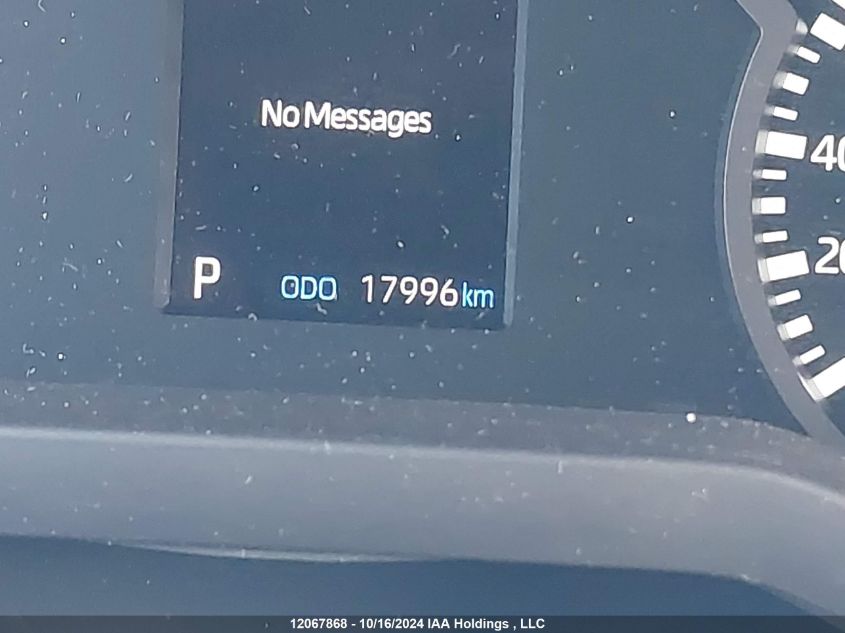 No Messages
40
20
P ODO 17996 km
12067868 - 10/16/2024 IAA Holdings , LLC